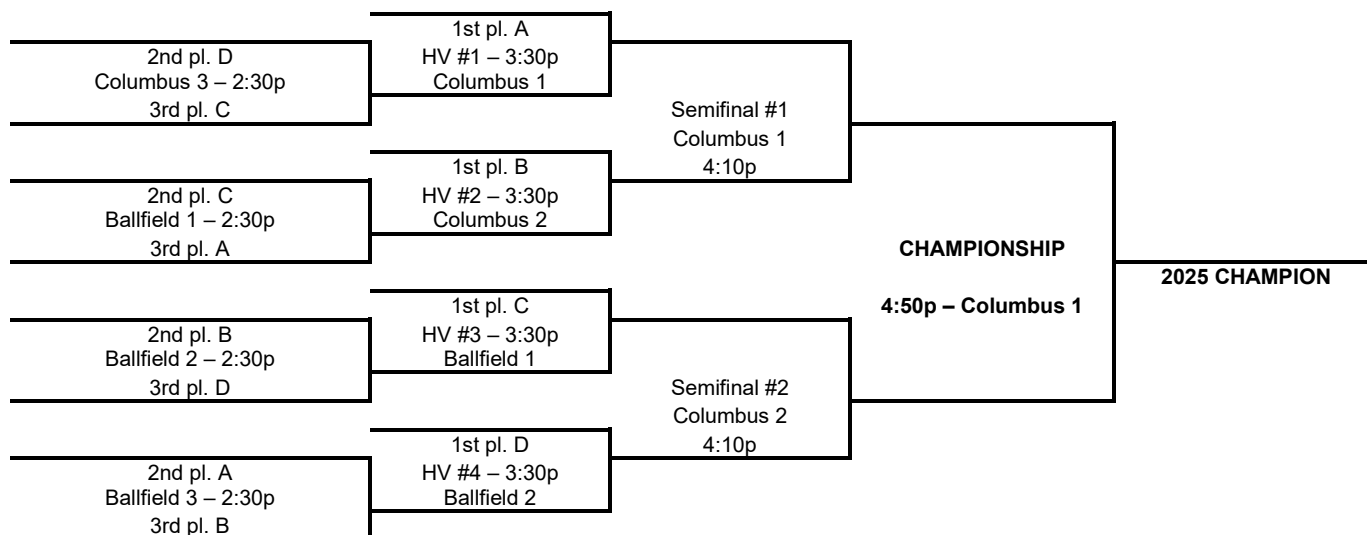 2nd pl. D
Columbus 3 – 2:30p
3rd pl. C
2nd pl. C
Ballfield 1 – 2:30p
3rd pl. A
2nd pl. B
Ballfield 2 – 2:30p
3rd pl. D
2nd pl. A
Ballfield 3 – 2:30p
3rd pl. B
1st pl. A
HV #1 – 3:30p
Columbus 1
1st pl. B
HV #2 – 3:30p
Columbus 2
1st pl. C
HV #3 – 3:30p
Ballfield 1
1st pl. D
HV #4 – 3:30p
Ballfield 2
Semifinal #1
Columbus 1
4:10p
Semifinal #2
Columbus 2
4:10p
CHAMPIONSHIP
4:50p – Columbus 1
2025 CHAMPION